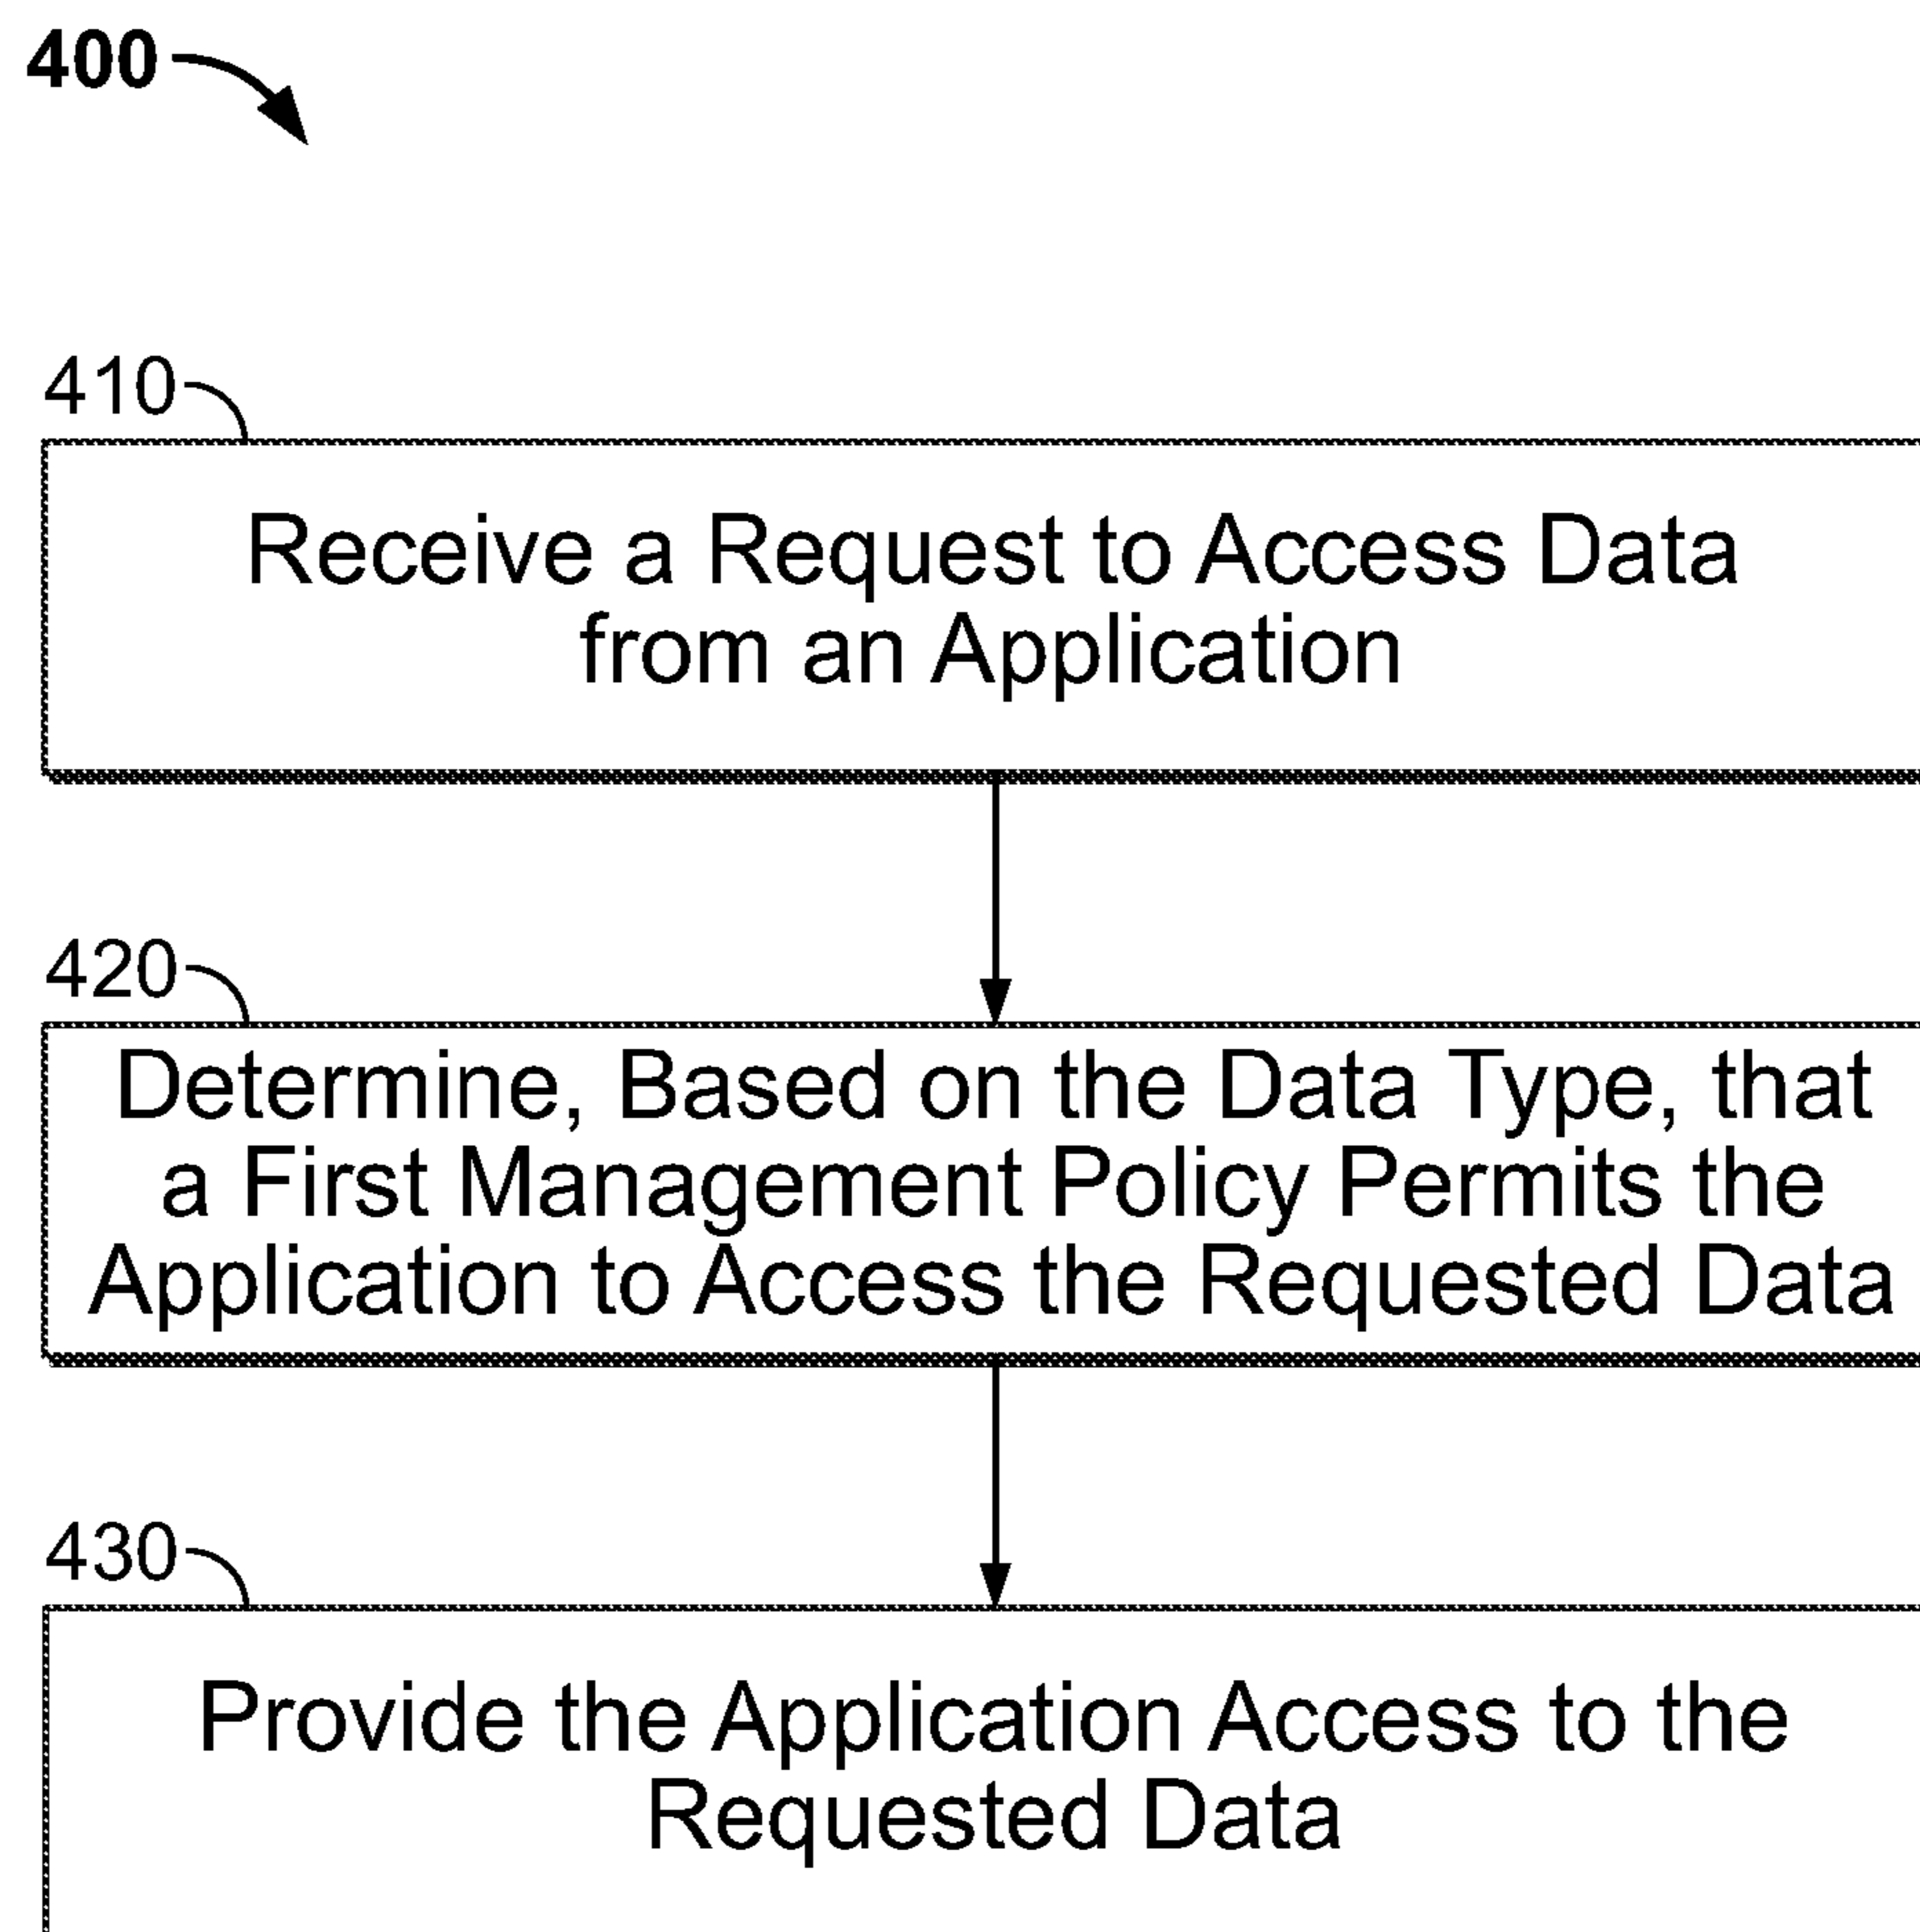 400
410
Receive a Request to Access Data
from an Application
420
Determine, Based on the Data Type, that
a First Management Policy Permits the
Application to Access the Requested Data
430
Provide the Application Access to the
Requested Data